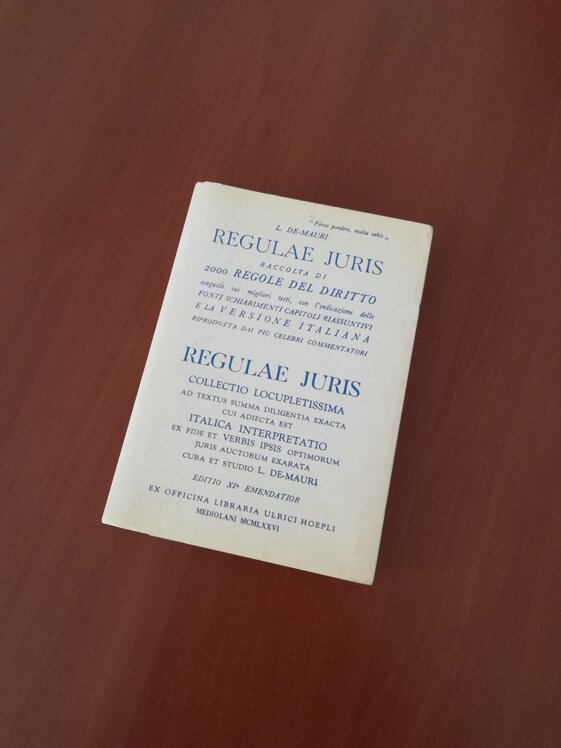 " Parce pondere, multa vehis „
L. DE-MAURI
REGULAE JURIS
RACCOLTA DI
2000 REGOLE DEL DIRITTO
eseguita sui migliori testi, con l'indicazione delle
FONTI SCHIARIMENTI CAPITOLI RIASSUNTIVI
E LA VERSIONE ITALIANA
RIPRODOTTA DAI PIÙ CELEBRI COMMENTATORI
REGULAE JURIS
COLLECTIO LOCUPLETISSIMA
AD TEXTUS SUMMA DILIGENTIA EXACTA
CUI ADIECTA EST
ITALICA INTERPRETATIO
EX FIDE ET VERBIS IPSIS OPTIMORUM
JURIS AUCTORUM EXARATA
CURA ET STUDIO L. DE-MAURI
EDITIO XIª EMENDATIOR
EX OFFICINA LIBRARIA ULRICI HOEPLI
MEDIOLANI MCMLXXVI